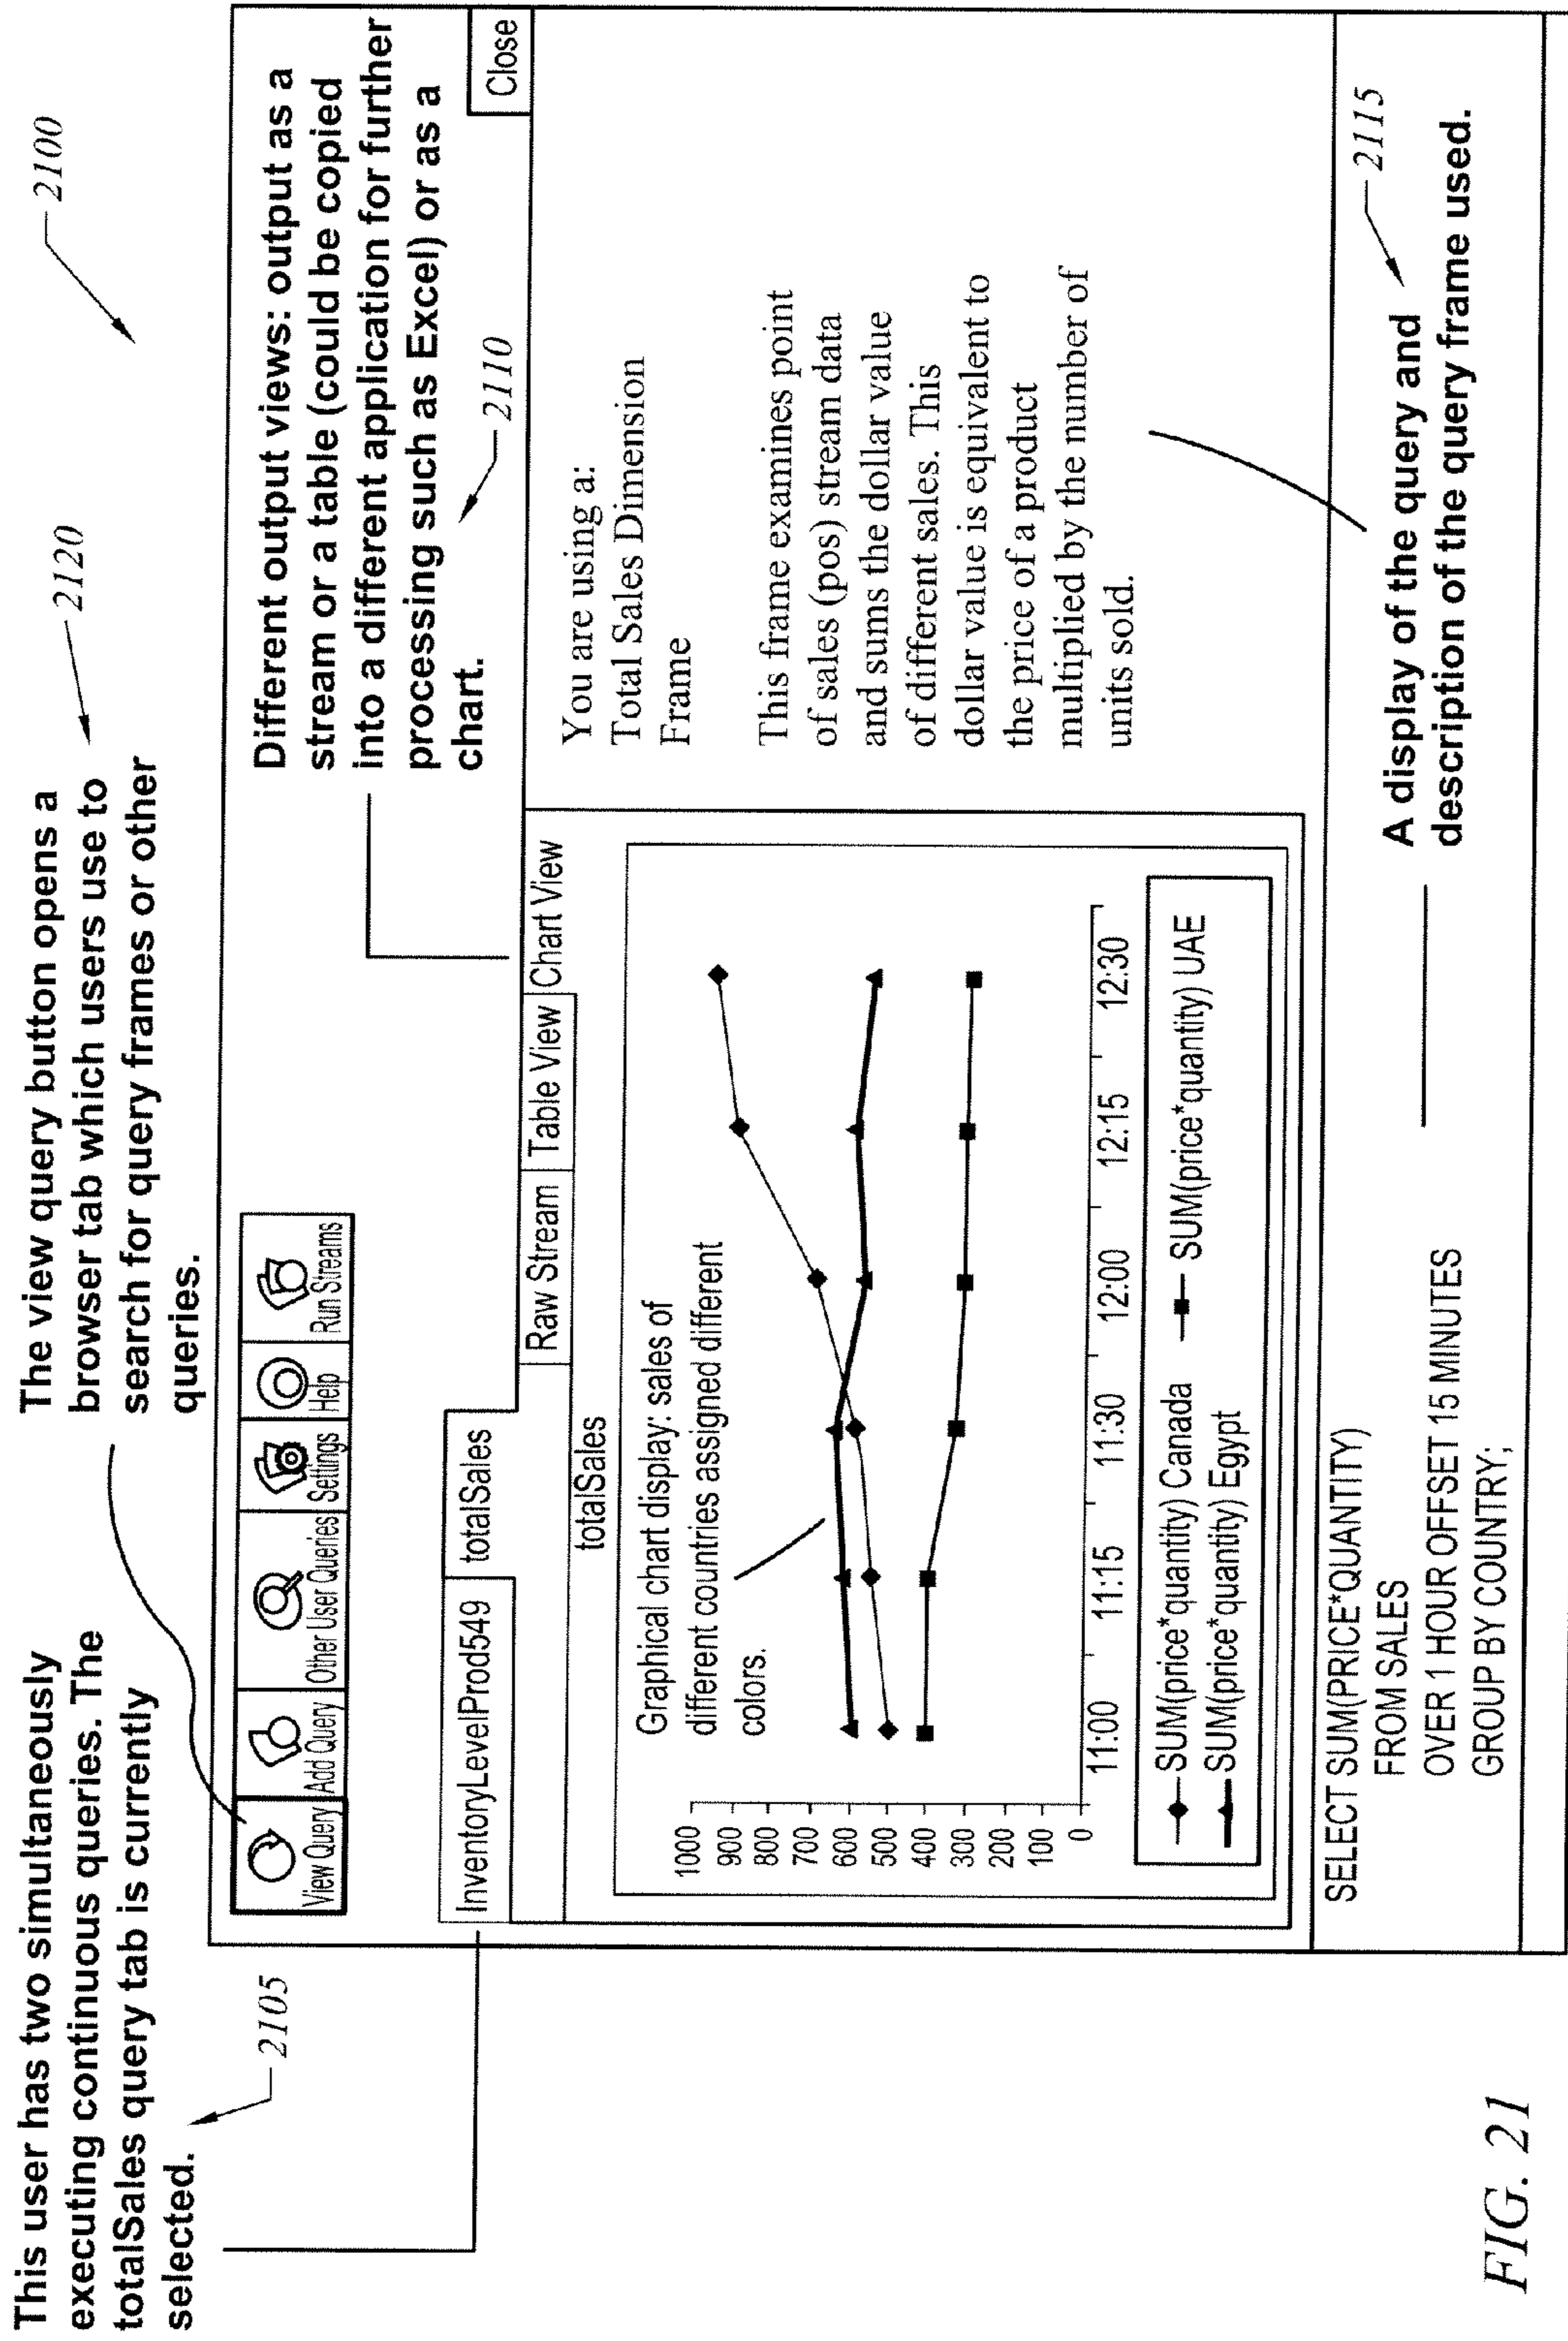 This user has two simultaneously
executing continuous queries. The
totalSales query tab is currently
selected.
2105
The view query button opens a
browser tab which users use to
search for query frames or other
queries.
2120
2100
View Query
Add Query
Other User Queries
Settings
Help
Run Streams
Different output views: output as a
stream or a table (could be copied
into a different application for further
processing such as Excel) or as a
chart.
2110
Close
InventoryLevelProd549
totalSales
Raw Stream
Table View
Chart View
totalSales
Graphical chart display: sales of
different countries assigned different
colors.
1000
900
800
700
600
500
400
300
200
100
0
11:00
11:15
11:30
12:00
12:15
12:30
SUM(price*quantity) Canada
SUM(price*quantity) UAE
SUM(price*quantity) Egypt
You are using a:
Total Sales Dimension
Frame
This frame examines point
of sales (pos) stream data
and sums the dollar value
of different sales. This
dollar value is equivalent to
the price of a product
multiplied by the number of
units sold.
SELECT SUM(PRICE*QUANTITY)
FROM SALES
OVER 1 HOUR OFFSET 15 MINUTES
GROUP BY COUNTRY;
A display of the query and
description of the query frame used.
2115
FIG. 21